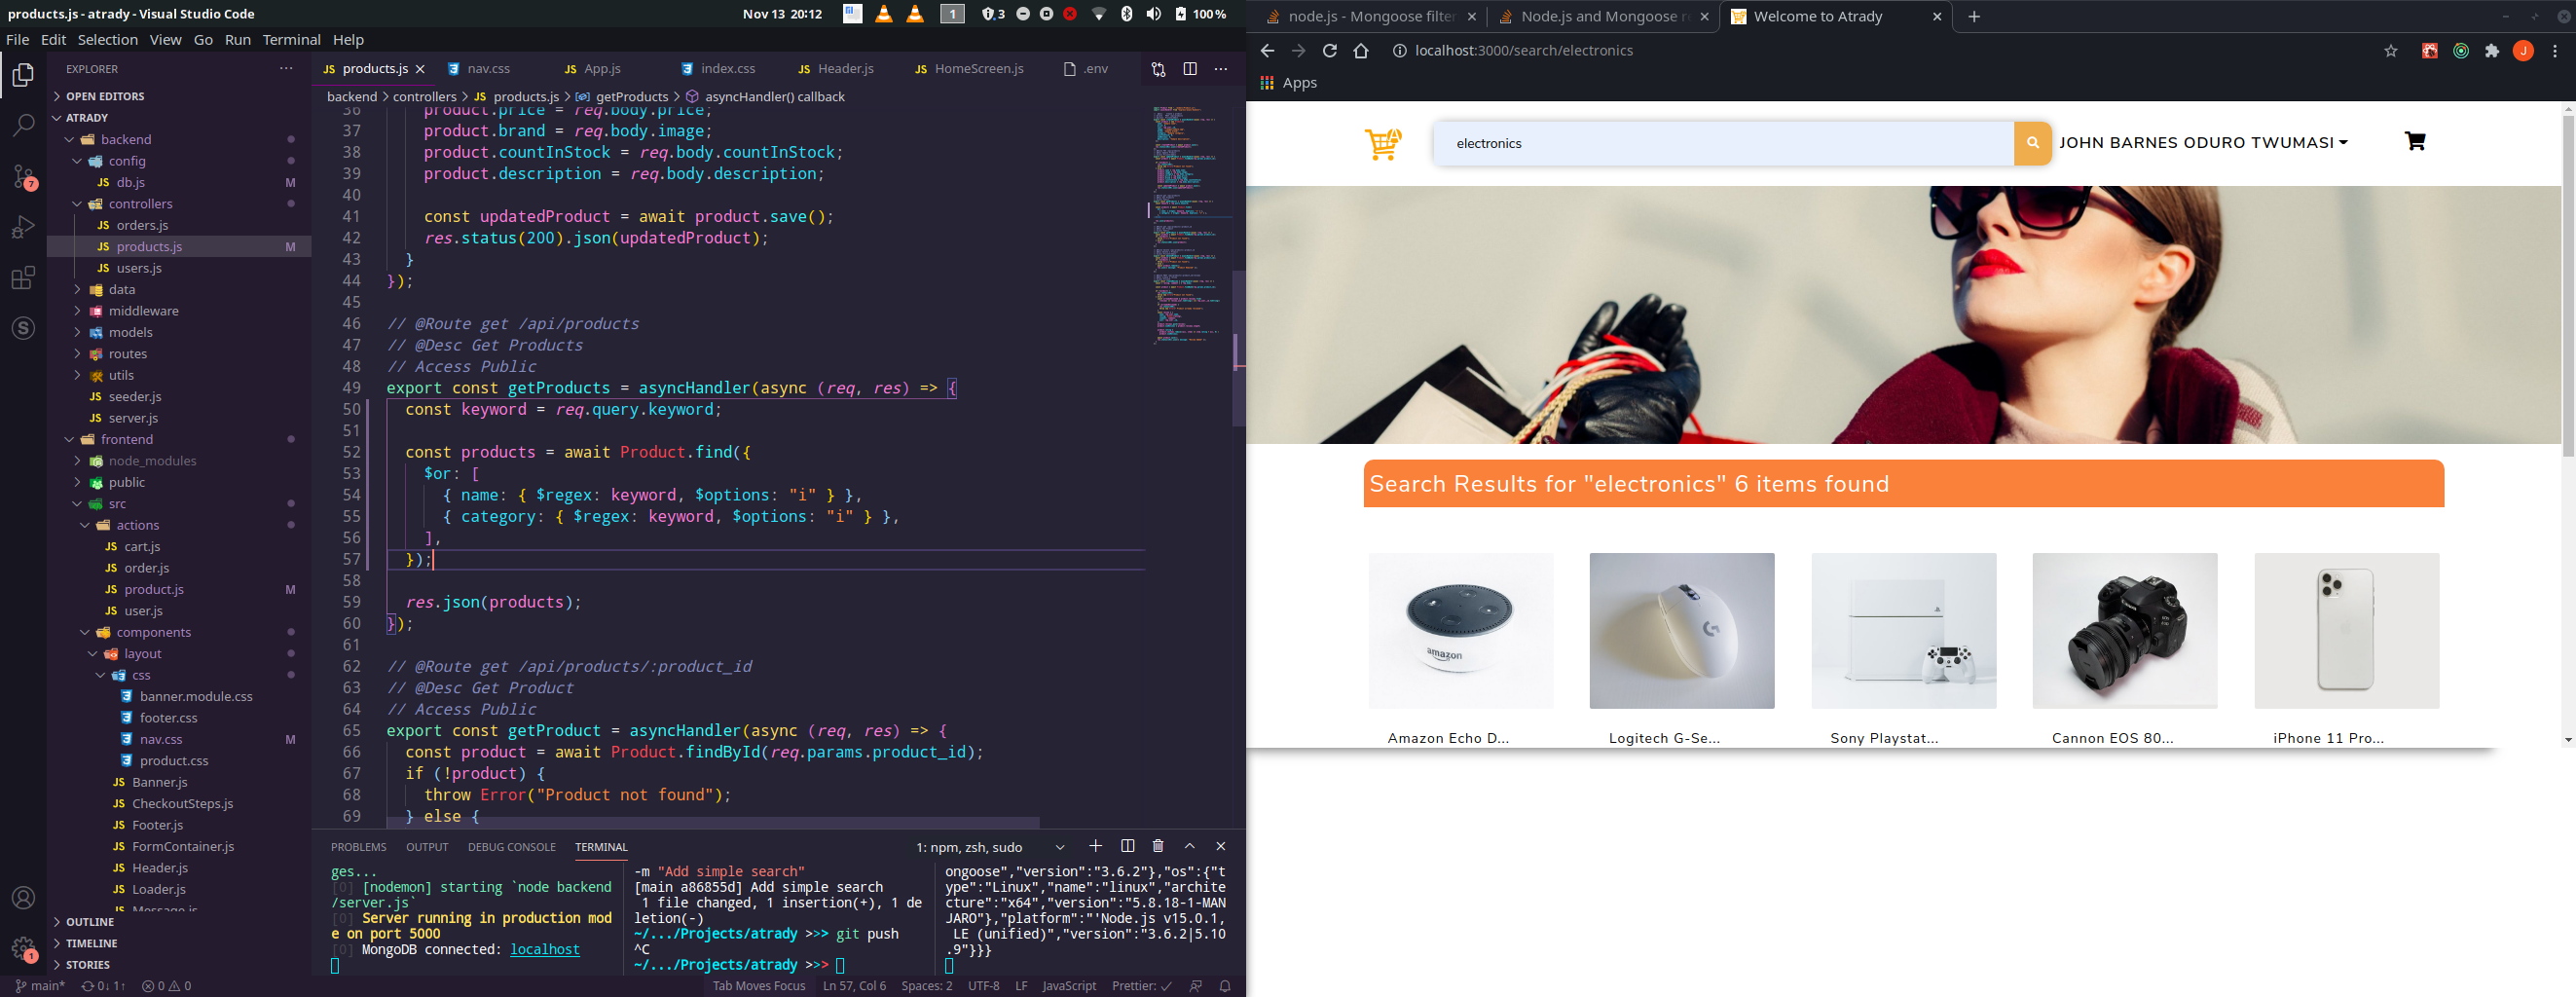 products.js - atrady - Visual Studio Code
Nov 13 20:12
1
3
100 %
File Edit Selection View Go Run Terminal Help
EXPLORER
OPEN EDITORS
ATRADY
backend
config
db.js M
controllers
orders.js
products.js M
users.js
data
middleware
models
routes
utils
seeder.js
server.js
frontend
node_modules
public
src
actions
cart.js
order.js
product.js M
user.js
components
layout
css
banner.module.css
footer.css
nav.css M
product.css
Banner.js
CheckoutSteps.js
Footer.js
FormContainer.js
Header.js
Loader.js
Message.js
OUTLINE
TIMELINE
STORIES
7
1
products.js nav.css App.js index.css Header.js HomeScreen.js .env
backend > controllers > JS products.js > getProducts > asyncHandler() callback
36 product.price = req.body.price;
37 product.brand = req.body.image;
38 product.countInStock = req.body.countInStock;
39 product.description = req.body.description;
40
41 const updatedProduct = await product.save();
42 res.status(200).json(updatedProduct);
43 }
44 });
45
46 // @Route get /api/products
47 // @Desc Get Products
48 // Access Public
49 export const getProducts = asyncHandler(async (req, res) => {
50 const keyword = req.query.keyword;
51
52 const products = await Product.find({
53 $or: [
54 { name: { $regex: keyword, $options: "i" } },
55 { category: { $regex: keyword, $options: "i" } },
56 ],
57 });
58
59 res.json(products);
60 });
61
62 // @Route get /api/products/:product_id
63 // @Desc Get Product
64 // Access Public
65 export const getProduct = asyncHandler(async (req, res) => {
66 const product = await Product.findById(req.params.product_id);
67 if (!product) {
68 throw Error("Product not found");
69 } else {
PROBLEMS OUTPUT DEBUG CONSOLE TERMINAL
1: npm, zsh, sudo
ges...
[0] [nodemon] starting `node backend
/server.js`
[0] Server running in production mod
e on port 5000
[0] MongoDB connected: localhost
-m "Add simple search"
[main a86855d] Add simple search
1 file changed, 1 insertion(+), 1 de
letion(-)
~/.../Projects/atrady >>> git push
^C
~/.../Projects/atrady >>>
ongoose","version":"3.6.2"},"os":{"t
ype":"Linux","name":"linux","archite
cture":"x64","version":"5.8.18-1-MAN
JARO"},"platform":"'Node.js v15.0.1,
LE (unified)","version":"3.6.2|5.10
.9"}}}
main* 0↓ 1↑ 0 0
Tab Moves Focus Ln 57, Col 6 Spaces: 2 UTF-8 LF JavaScript Prettier: ✓
node.js - Mongoose filter
Node.js and Mongoose r
Welcome to Atrady
localhost:3000/search/electronics
J
Apps
electronics
JOHN BARNES ODURO TWUMASI
Search Results for "electronics" 6 items found
amazon
Amazon Echo D...
Logitech G-Se...
Sony Playstat...
Cannon EOS 80...
iPhone 11 Pro...